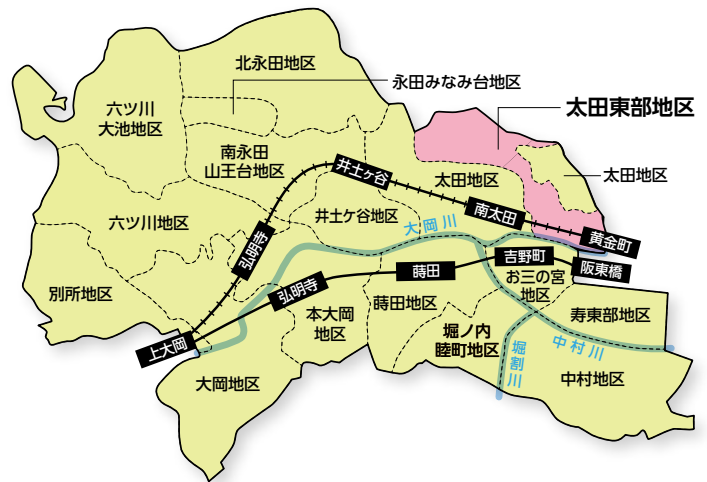 北永田地区
永田みなみ台地区
六ツ川
大池地区
太田東部地区
南永田
山王台地区
太田地区
太田地区
井土ヶ谷
南太田
黄金町
六ツ川地区
井土ケ谷地区
大岡川
弘明寺
吉野町
阪東橋
蒔田
お三の宮
地区
別所地区
弘明寺
本大岡
地区
蒔田地区
寿東部地区
堀ノ内
睦町地区
上大岡
中村川
堀割川
大岡地区
中村地区